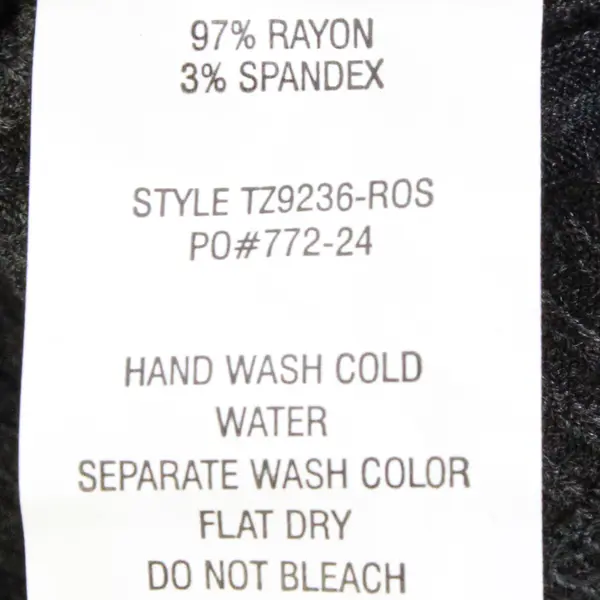 97% RAYON
3% SPANDEX
STYLE TZ9236-ROS
PO#772-24
HAND WASH COLD
WATER
SEPARATE WASH COLOR
FLAT DRY
DO NOT BLEACH